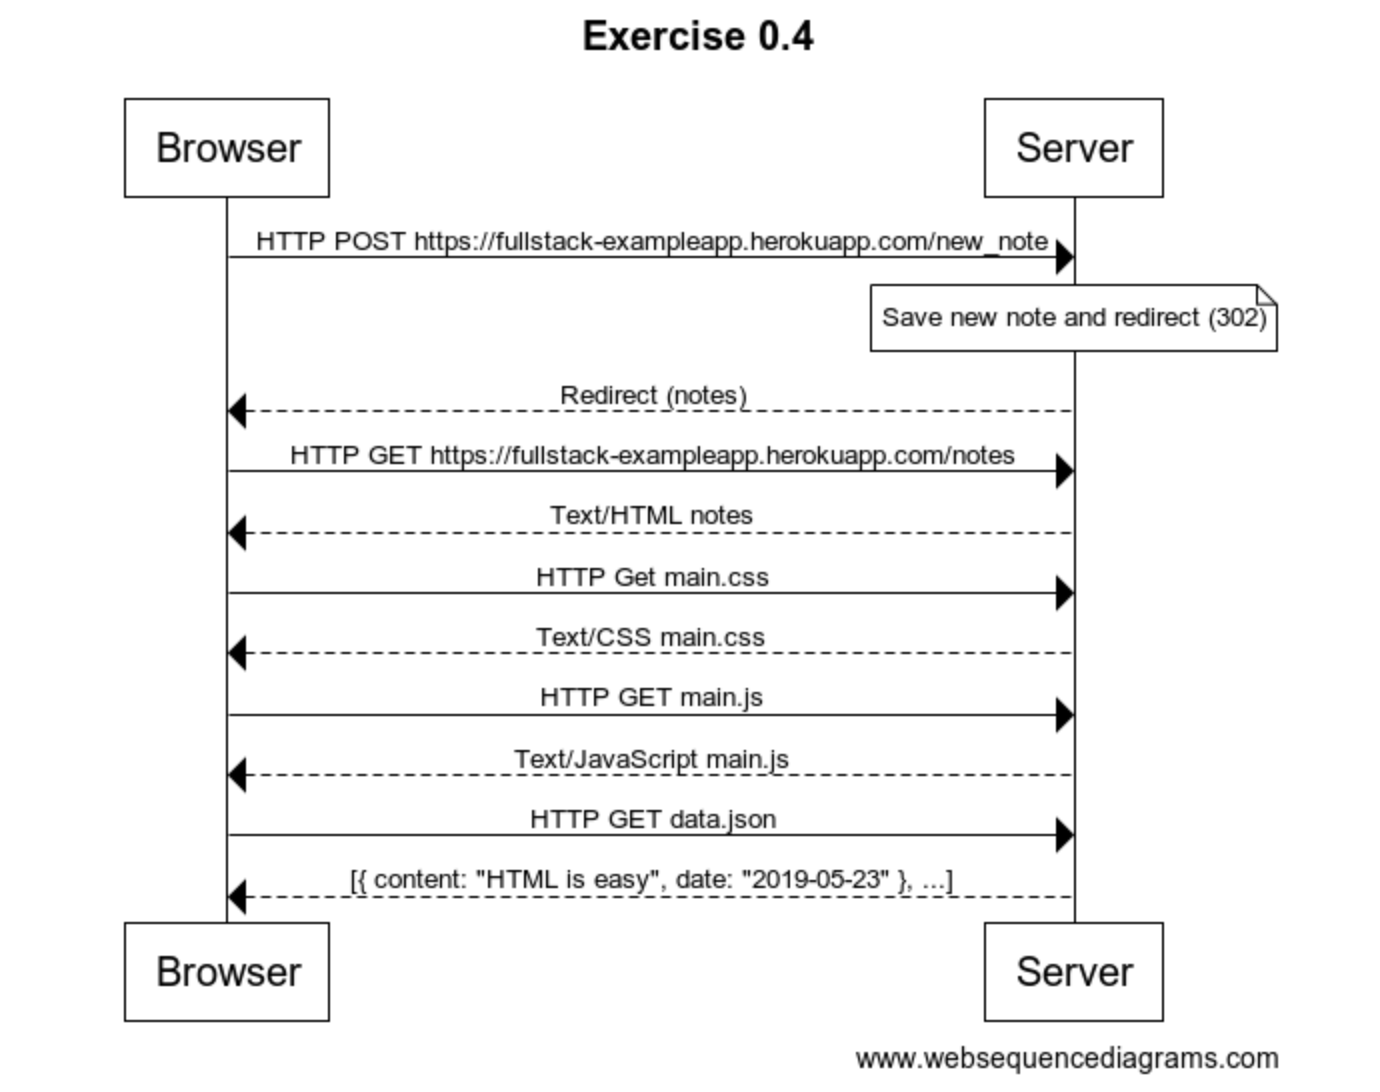 Exercise 0.4
Browser
Server
HTTP POST https://fullstack-exampleapp.herokuapp.com/new_note
Save new note and redirect (302)
Redirect (notes)
HTTP GET https://fullstack-exampleapp.herokuapp.com/notes
Text/HTML notes
HTTP Get main.css
Text/CSS main.css
HTTP GET main.js
Text/JavaScript main.js
HTTP GET data.json
[{ content: "HTML is easy", date: "2019-05-23" }, ...]
Browser
Server
www.websequencediagrams.com